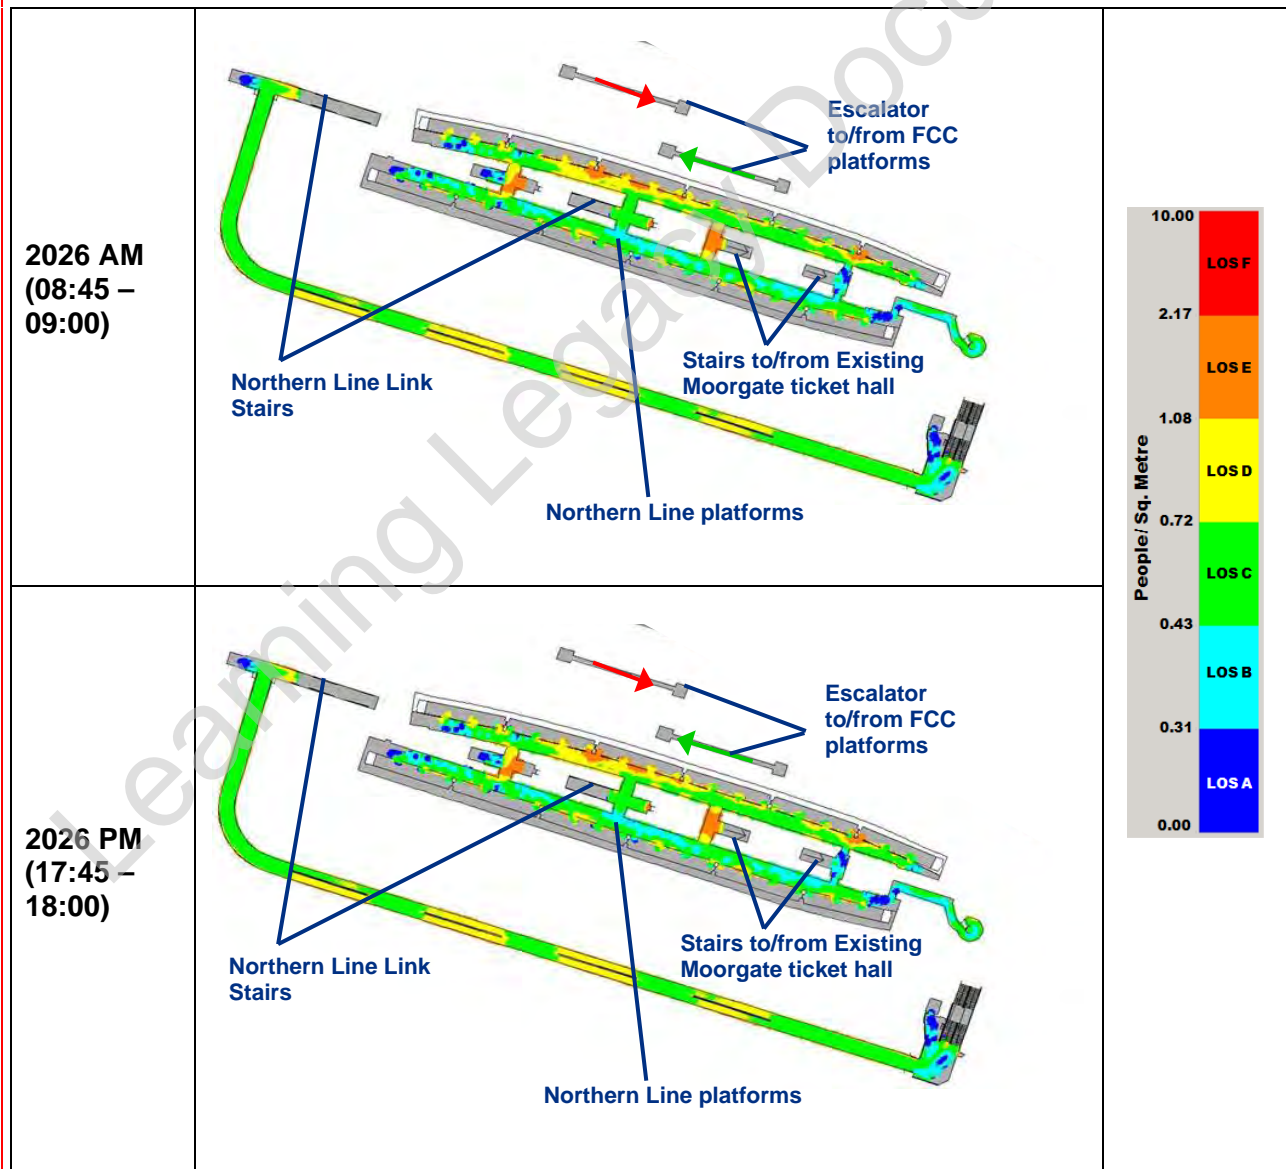 2026 AM
(08:45 –
09:00)
Escalator
to/from FCC
platforms
Northern Line Link
Stairs
Stairs to/from Existing
Moorgate ticket hall
Northern Line platforms
2026 PM
(17:45 –
18:00)
Escalator
to/from FCC
platforms
Northern Line Link
Stairs
Stairs to/from Existing
Moorgate ticket hall
Northern Line platforms
People/ Sq. Metre
10.00
LOS F
2.17
LOS E
1.08
LOS D
0.72
LOS C
0.43
LOS B
0.31
LOS A
0.00
Learning Legacy Docu